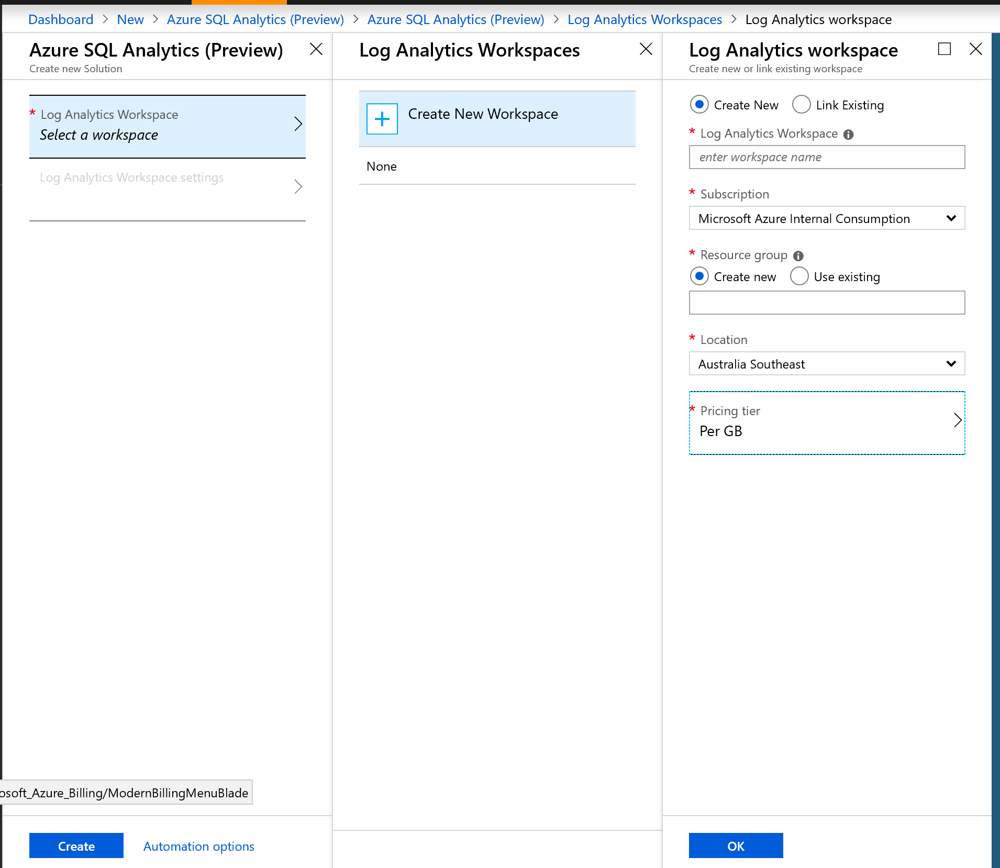 Dashboard > New > Azure SQL Analytics (Preview) > Azure SQL Analytics (Preview) > Log Analytics Workspaces > Log Analytics workspace
Azure SQL Analytics (Preview)
Create new Solution
* Log Analytics Workspace
Select a workspace
Log Analytics Workspace settings
osoft_Azure_Billing/ModernBillingMenuBlade
Create
Automation options
Log Analytics Workspaces
Create New Workspace
None
Log Analytics workspace
Create new or link existing workspace
Create New Link Existing
* Log Analytics Workspace
enter workspace name
* Subscription
Microsoft Azure Internal Consumption
* Resource group
Create new Use existing
* Location
Australia Southeast
* Pricing tier
Per GB
OK